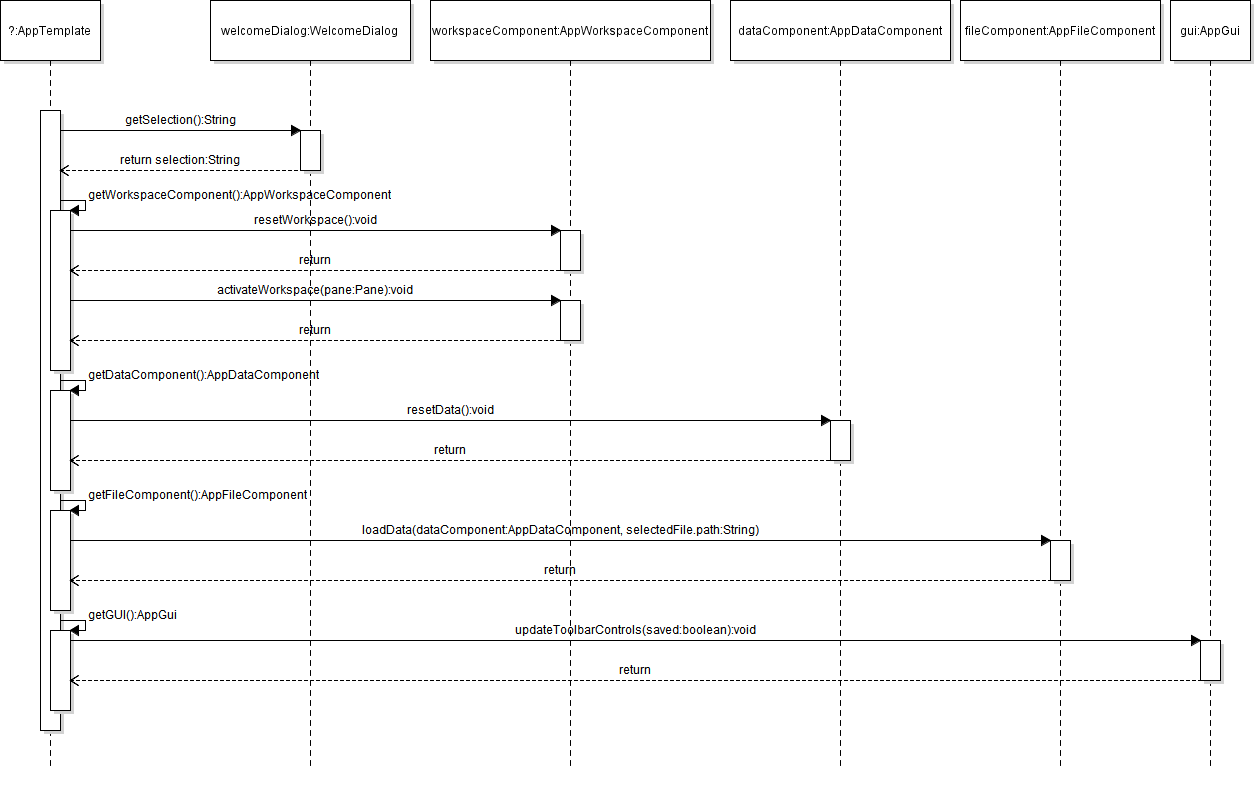 ?:AppTemplate
welcomeDialog:WelcomeDialog
workspaceComponent:AppWorkspaceComponent
dataComponent:AppDataComponent
fileComponent:AppFileComponent
gui:AppGui
getSelection():String
return selection:String
getWorkspaceComponent():AppWorkspaceComponent
resetWorkspace():void
return
activateWorkspace(pane:Pane):void
return
getDataComponent():AppDataComponent
resetData():void
return
getFileComponent():AppFileComponent
loadData(dataComponent:AppDataComponent, selectedFile.path:String)
return
getGUI():AppGui
updateToolbarControls(saved:boolean):void
return